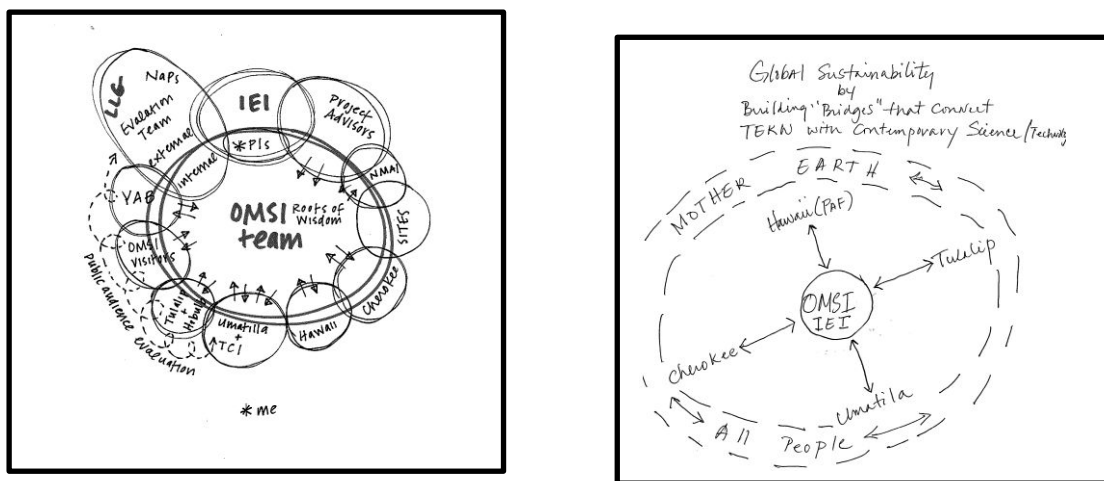 LLG
Naps
Evaluation
Team
external
internal
IEI
*PIs
Project
Advisors
NMAI
SITES
Cherokee
Hawaii
Umatilla
+
TCI
Tulalip
+
Hibulb
OMSI
Visitors
YAB
public audience
evaluation
OMSI Roots of
Wisdom
team
*me
Global Sustainability
by
Building "Bridges" that connect
TEKW with Contemporary Science/
MOTHER EARTH
Hawaii (PAF)
Tulalip
OMSI
IEI
Cherokee
Umatila
All People